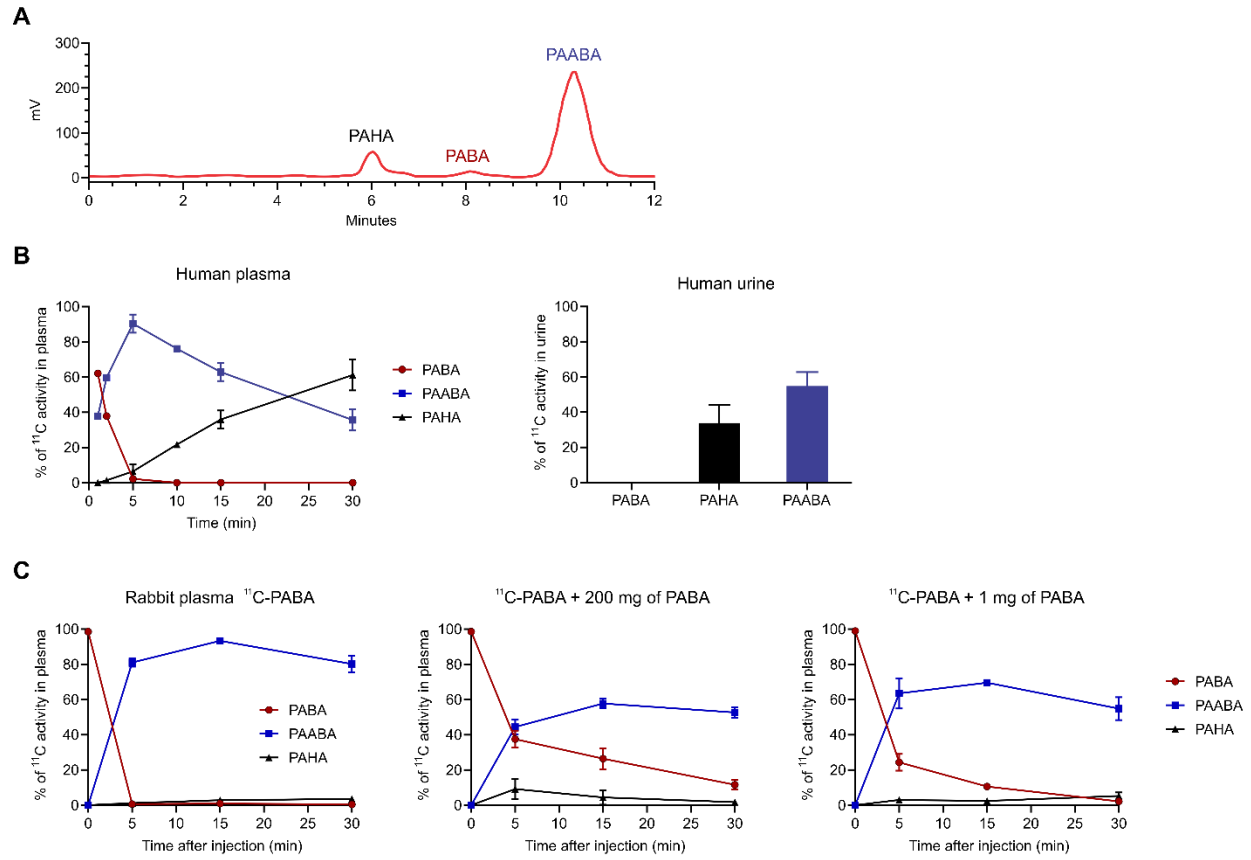 A
300
200
100
0
mV
PAHA
PABA
PAABA
0 2 4 6 8 10 12
Minutes
B
Human plasma
% of ¹¹C activity in plasma
100
80
60
40
20
0
0 5 10 15 20 25 30
Time (min)
PABA
PAABA
PAHA
Human urine
% of ¹¹C activity in urine
100
80
60
40
20
0
PABA PAHA PAABA
C
Rabbit plasma ¹¹C-PABA
% of ¹¹C activity in plasma
100
80
60
40
20
0
0 5 10 15 20 25 30
Time after injection (min)
PABA
PAABA
PAHA
¹¹C-PABA + 200 mg of PABA
% of ¹¹C activity in plasma
100
80
60
40
20
0
0 5 10 15 20 25 30
Time after injection (min)
¹¹C-PABA + 1 mg of PABA
% of ¹¹C activity in plasma
100
80
60
40
20
0
0 5 10 15 20 25 30
Time after injection (min)
PABA
PAABA
PAHA